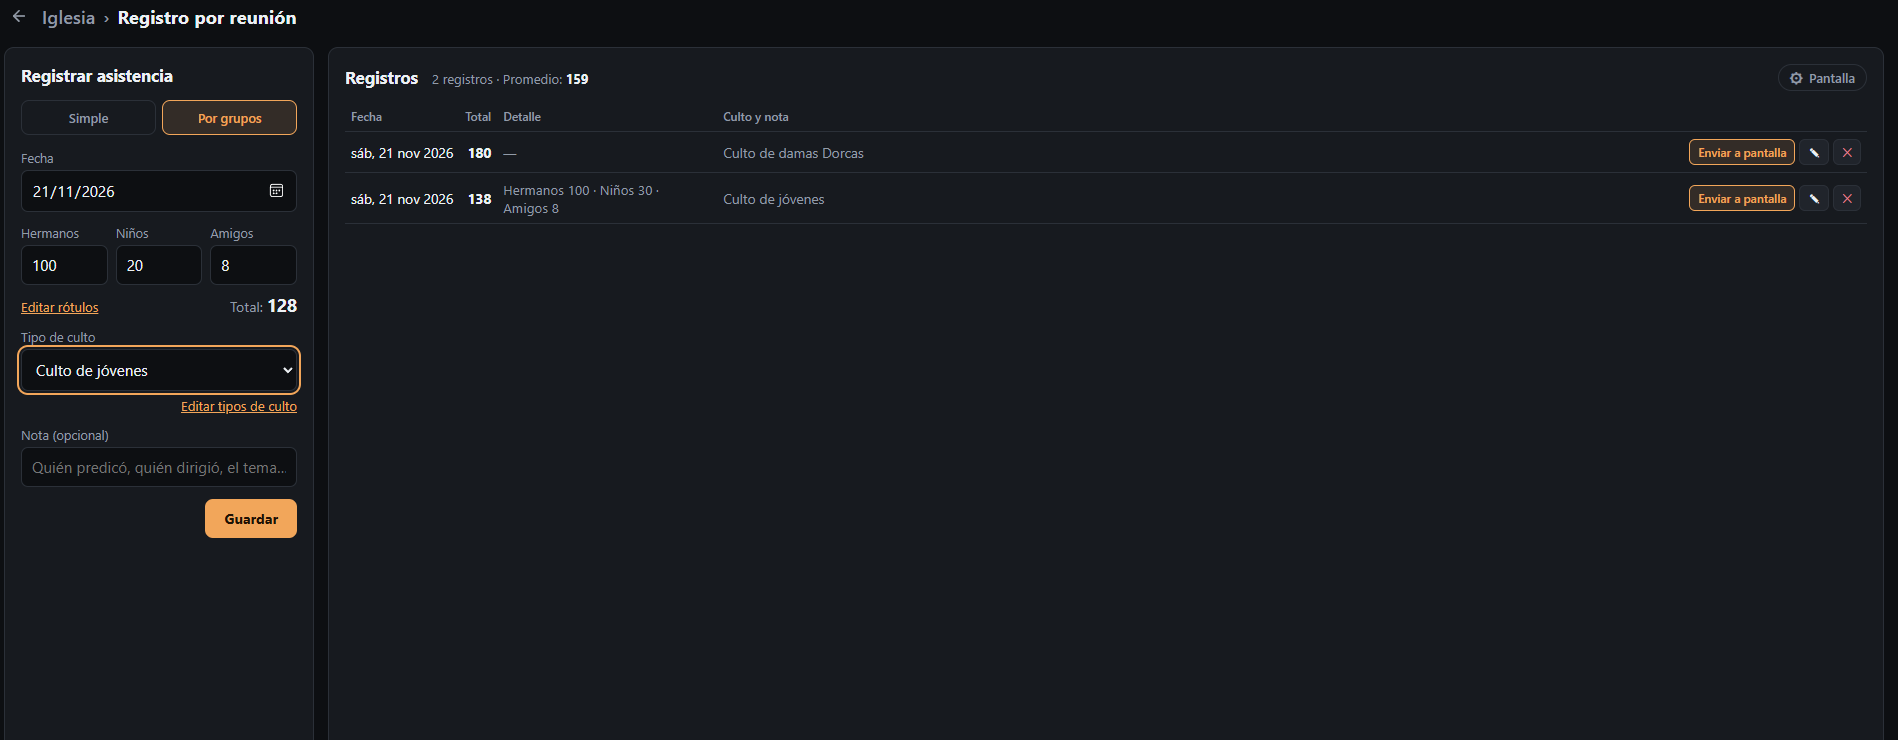 Iglesia › Registro por reunión
Registrar asistencia
Simple
Por grupos
Fecha
21/11/2026
Hermanos Niños Amigos
100 20 8
Editar rótulos Total: 128
Tipo de culto
Culto de jóvenes
Editar tipos de culto
Nota (opcional)
Quién predicó, quién dirigió, el tema...
Guardar
Registros 2 registros · Promedio: 159
Pantalla
Fecha Total Detalle Culto y nota
sáb, 21 nov 2026 180 — Culto de damas Dorcas Enviar a pantalla
sáb, 21 nov 2026 138 Hermanos 100 · Niños 30 · Culto de jóvenes Enviar a pantalla
Amigos 8